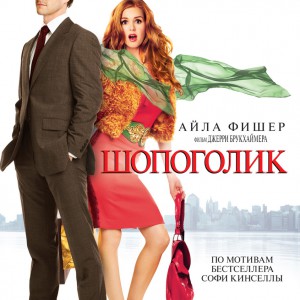 АЙЛА ФИШЕР
ФИЛЬМ ДЖЕРРИ БРУКХАЙМЕРА
ШОПОГОЛИК
ПО МОТИВАМ
БЕСТСЕЛЛЕРА
СОФИ КИНСЕЛЛЫ